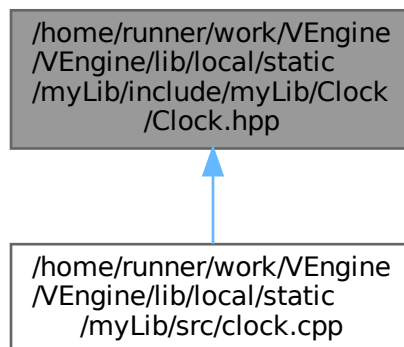 /home/runner/work/VEngine
/VEngine/lib/local/static
/myLib/include/myLib/Clock
/Clock.hpp
/home/runner/work/VEngine
/VEngine/lib/local/static
/myLib/src/clock.cpp